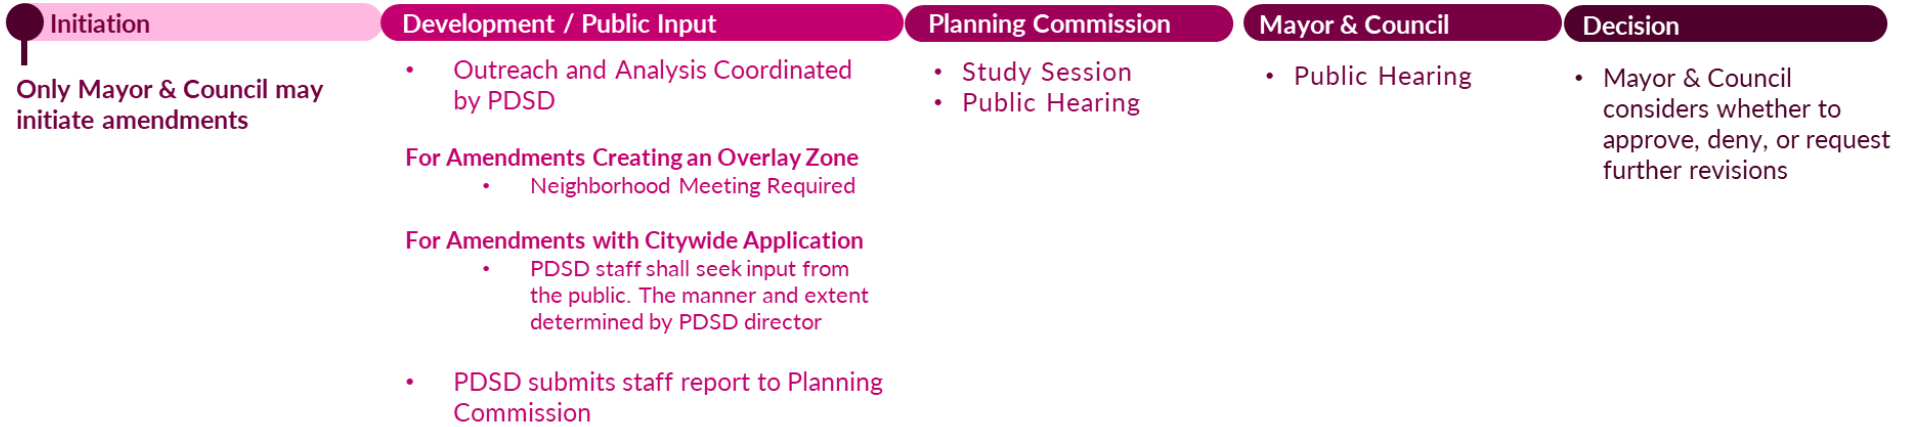 Initiation
Only Mayor & Council may
initiate amendments
Development / Public Input
• Outreach and Analysis Coordinated
by PDSD
For Amendments Creating an Overlay Zone
• Neighborhood Meeting Required
For Amendments with Citywide Application
• PDSD staff shall seek input from
the public. The manner and extent
determined by PDSD director
• PDSD submits staff report to Planning
Commission
Planning Commission
• Study Session
• Public Hearing
Mayor & Council
• Public Hearing
Decision
• Mayor & Council
considers whether to
approve, deny, or request
further revisions